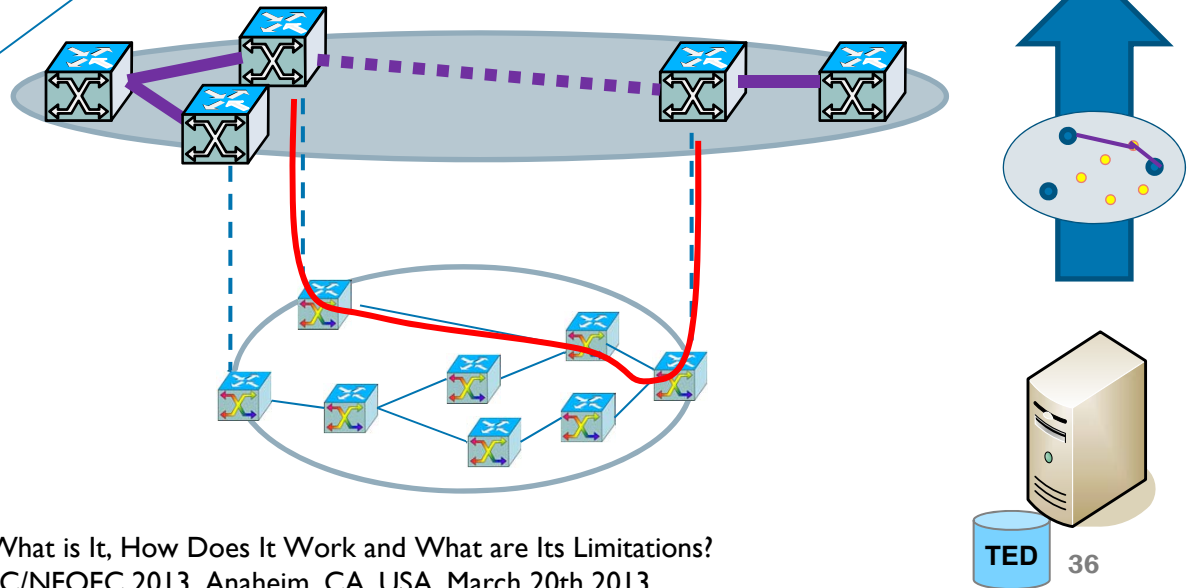 What is It, How Does It Work and What are Its Limitations?
C/NFOEC 2013, Anaheim, CA, USA, March 20th 2013
TED
36